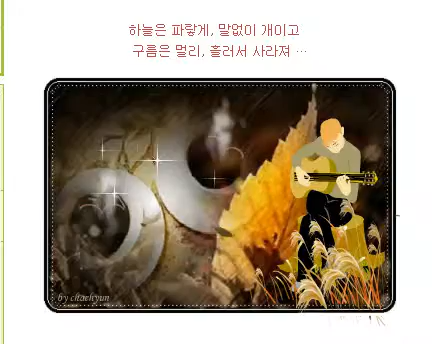 하늘은 파랗게, 말없이 개이고
구름은 멀리, 흘러서 사라져 …
by chaehyun